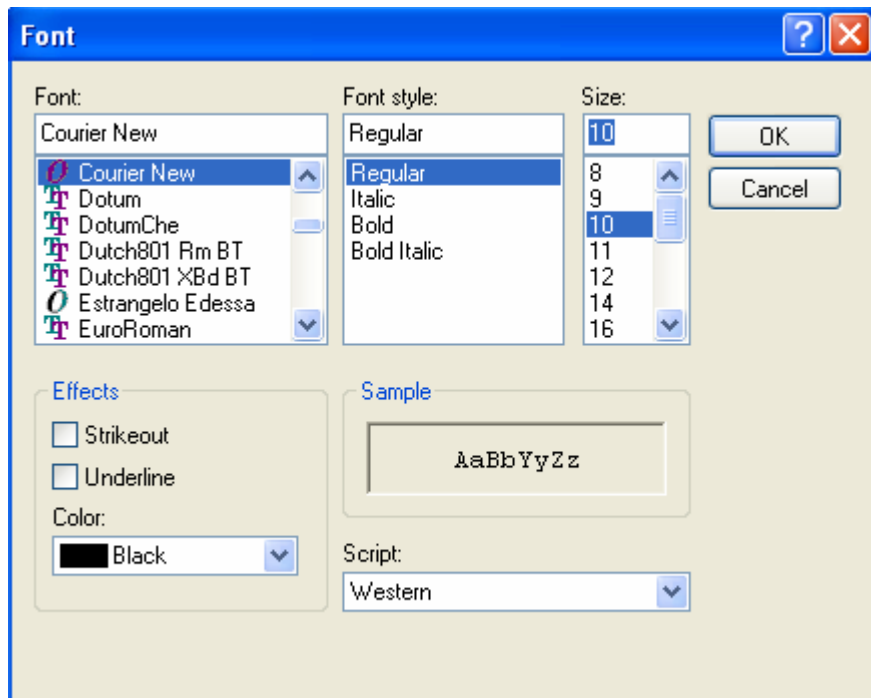 Font
Font:
Font style:
Size:
Courier New
Regular
10
OK
Cancel
Courier New
Dotum
DotumChe
Dutch801 Rm BT
Dutch801 XBd BT
Estrangelo Edessa
EuroRoman
Regular
Italic
Bold
Bold Italic
8
9
10
11
12
14
16
Effects
Strikeout
Underline
Color:
Black
Sample
AaBbYyZz
Script:
Western